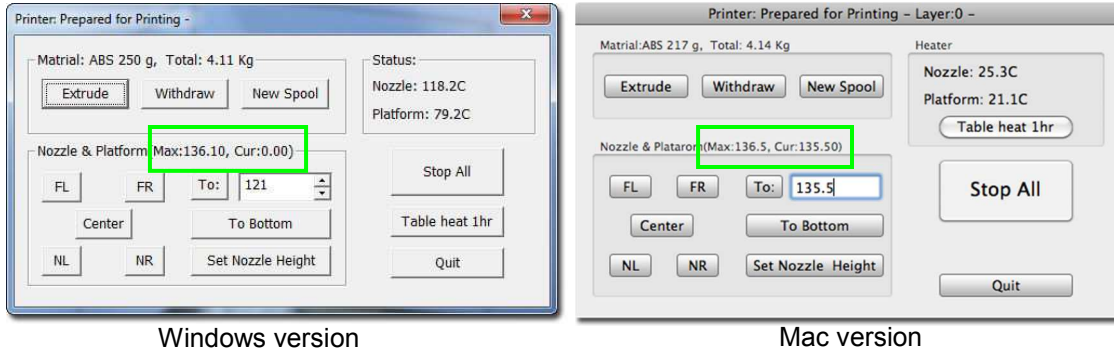 Printer: Prepared for Printing -
Matrial: ABS 250 g, Total: 4.11 Kg
Extrude Withdraw New Spool
Status:
Nozzle: 118.2C
Platform: 79.2C
Nozzle & Platform(Max:136.10, Cur:0.00)
FL FR To: 121
Center To Bottom
NL NR Set Nozzle Height
Stop All
Table heat 1hr
Quit
Windows version
Printer: Prepared for Printing – Layer:0 –
Matrial:ABS 217 g, Total: 4.14 Kg
Extrude Withdraw New Spool
Heater
Nozzle: 25.3C
Platform: 21.1C
Table heat 1hr
Nozzle & Platarom(Max:136.5, Cur:135.50)
FL FR To: 135.5
Center To Bottom
NL NR Set Nozzle Height
Stop All
Quit
Mac version